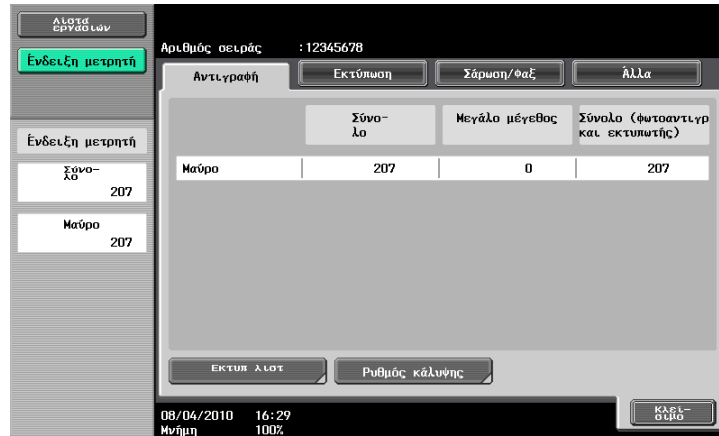 Λίστα
εργασιών
Ένδειξη μετρητή
Αριθμός σειράς :12345678
Αντιγραφή
Εκτύπωση
Σάρωση/Φαξ
Άλλα
Ένδειξη μετρητή
Σύνο-
λο
207
Μαύρο
207
Σύνο-
λο
Μεγάλο μέγεθος
Σύνολο (φωτοαντιγρ
και εκτυπωτής)
Μαύρο 207 0 207
Εκτυπ λιστ
Ρυθμός κάλυψης
08/04/2010 16:29
Μνήμη 100%
Κλεί-
σιμο